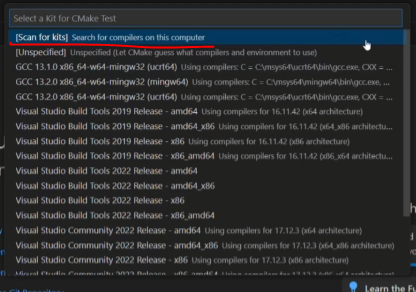 Select a Kit for CMake Test
[Scan for kits] Search for compilers on this computer
[Unspecified] Unspecified (Let CMake guess what compilers and environment to use)
GCC 13.1.0 x86_64-w64-mingw32 (ucrt64) Using compilers: C = C:\msys64\ucrt64\bin\gcc.exe, CXX = ...
GCC 13.2.0 x86_64-w64-mingw32 (mingw64) Using compilers: C = C:\msys64\mingw64\bin\gcc.exe, C...
GCC 13.2.0 x86_64-w64-mingw32 (ucrt64) Using compilers: C = C:\msys64\ucrt64\bin\gcc.exe, CXX = ...
Visual Studio Build Tools 2019 Release - amd64 Using compilers for 16.11.42 (x64 architecture)
Visual Studio Build Tools 2019 Release - amd64_x86 Using compilers for 16.11.42 (x64_x86 architectu...
Visual Studio Build Tools 2019 Release - x86 Using compilers for 16.11.42 (x86 architecture)
Visual Studio Build Tools 2019 Release - x86_amd64 Using compilers for 16.11.42 (x86_x64 architectu...
Visual Studio Build Tools 2022 Release - amd64
Visual Studio Build Tools 2022 Release - amd64_x86
Visual Studio Build Tools 2022 Release - x86
Visual Studio Build Tools 2022 Release - x86_amd64
Visual Studio Community 2022 Release - amd64 Using compilers for 17.12.3 (x64 architecture)
Visual Studio Community 2022 Release - amd64_x86 Using compilers for 17.12.3 (x64_x86 architectu...
Visual Studio Community 2022 Release - x86 Using compilers for 17.12.3 (x86 architecture)
Visual Studio Community 2022 Release - x86_amd64 Using compilers for 17.12.3 (x86_x64 architectu...
Git Repository
Learn the Fu